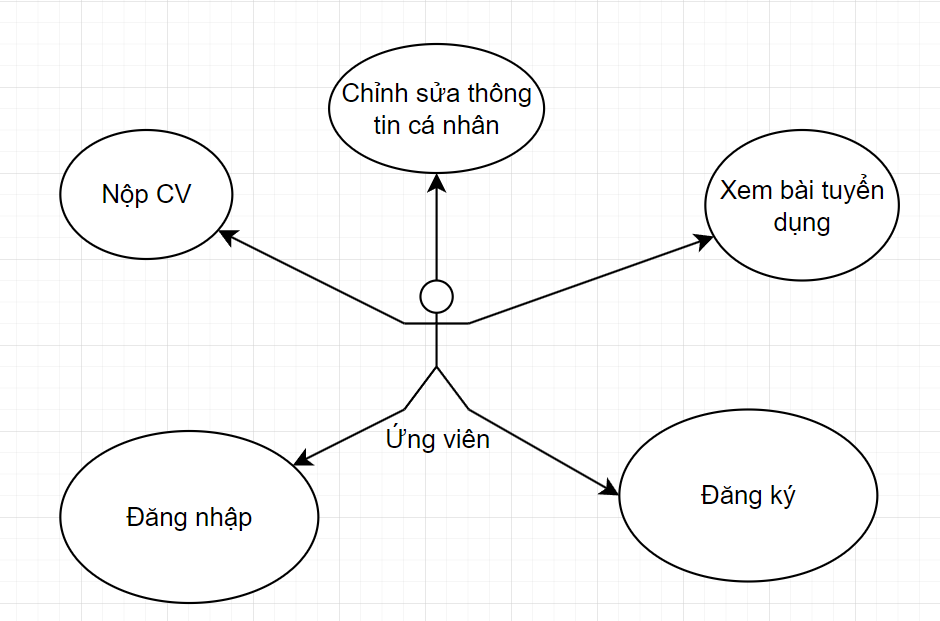 Chỉnh sửa thông
tin cá nhân
Nộp CV
Xem bài tuyển
dụng
Ứng viên
Đăng nhập
Đăng ký